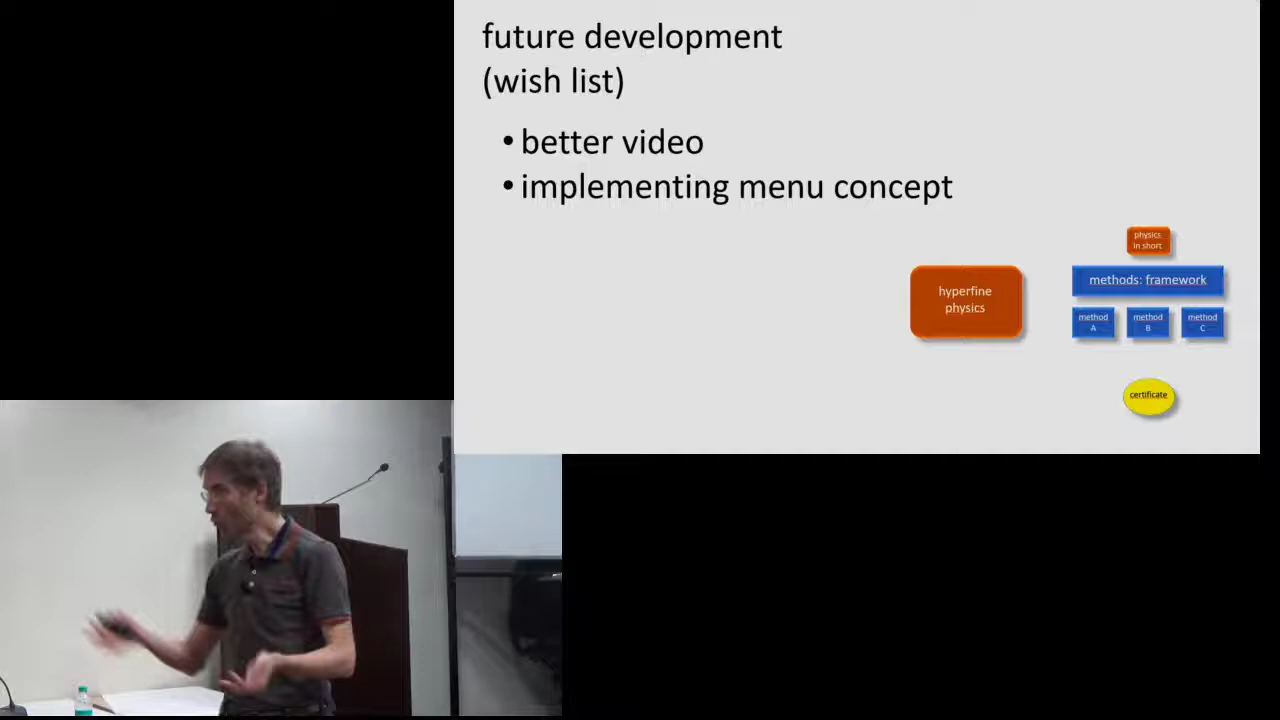 future development
(wish list)
• better video
• implementing menu concept
physics
in short
hyperfine
physics
methods: framework
method
A
method
B
method
C
certificate